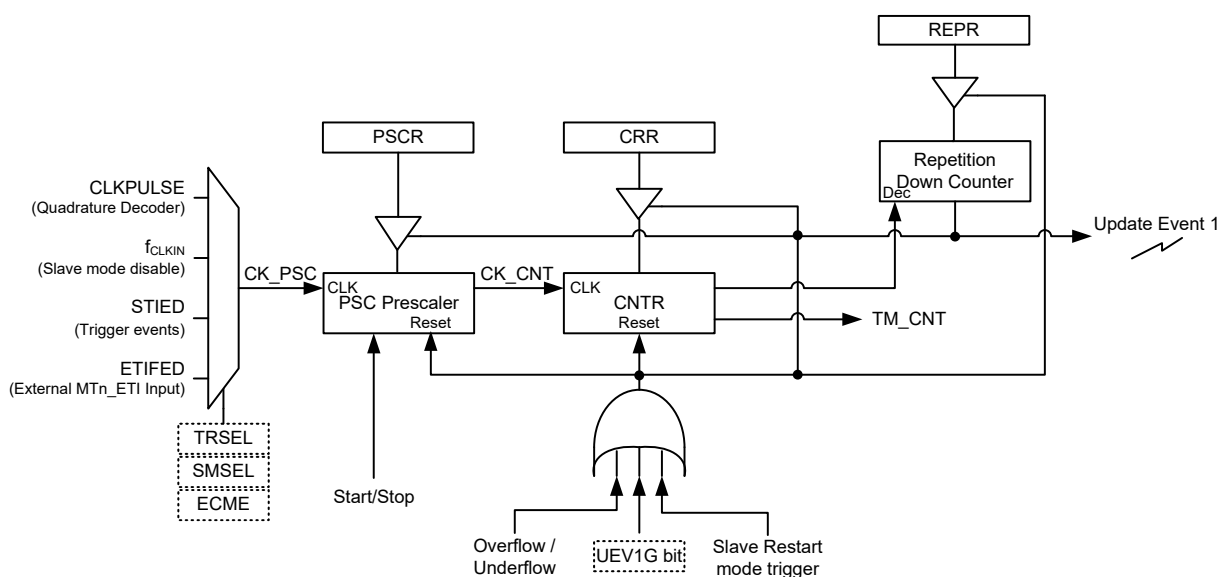 REPR
PSCR
CRR
Repetition
Down Counter
Dec
CLKPULSE
(Quadrature Decoder)
fCLKIN
(Slave mode disable)
STIED
(Trigger events)
ETIFED
(External MTn_ETI Input)
CK_PSC
CLK
PSC Prescaler
Reset
CK_CNT
CLK
CNTR
Reset
TM_CNT
Update Event 1
TRSEL
SMSEL
ECME
Start/Stop
Overflow /
Underflow
UEV1G bit
Slave Restart
mode trigger